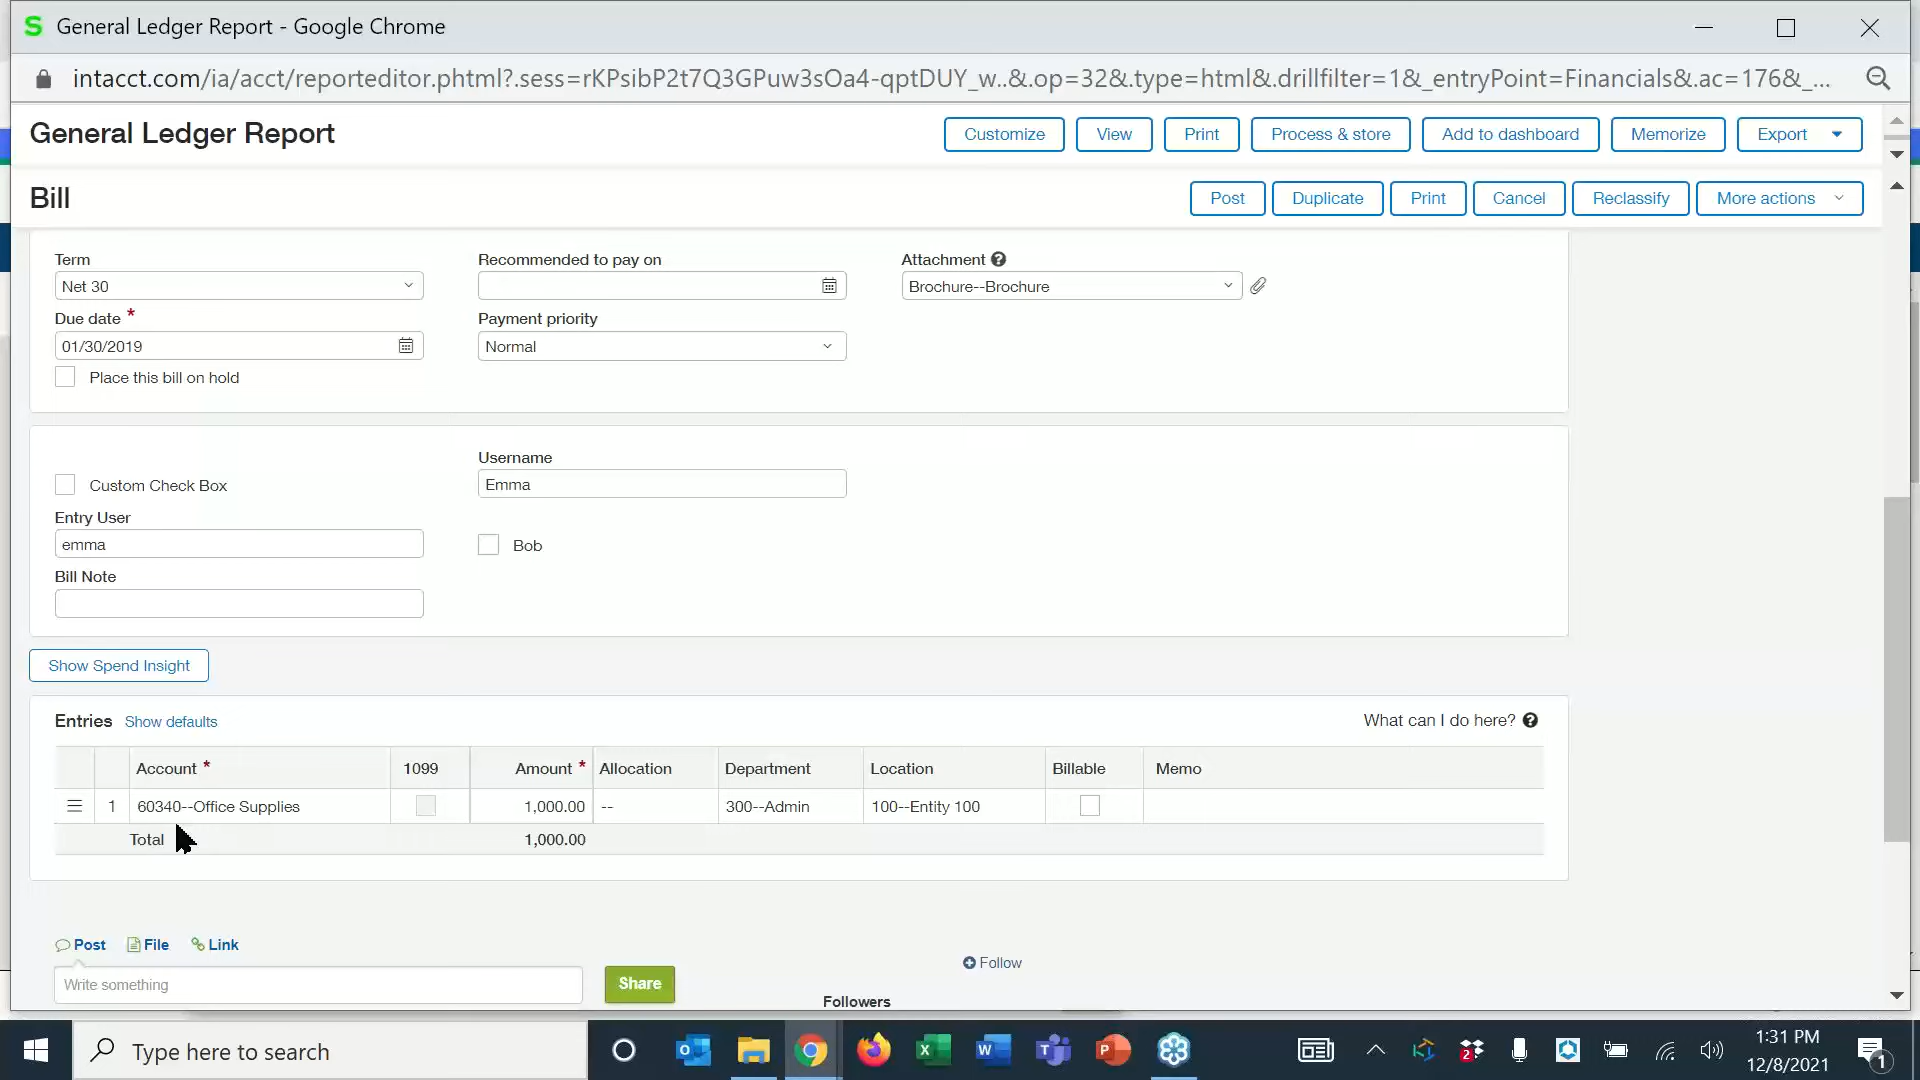 General Ledger Report - Google Chrome
intacct.com/ia/acct/reporteditor.phtml?.sess=rKPsibP2t7Q3GPuw3sOa4-qptDUY_w..&.op=32&.type=html&.drillfilter=1&_entryPoint=Financials&.ac=176&_...
General Ledger Report Customize View Print Process & store Add to dashboard Memorize Export
Bill Post Duplicate Print Cancel Reclassify More actions
Term Recommended to pay on Attachment
Net 30 Brochure--Brochure
Due date * Payment priority
01/30/2019 Normal
Place this bill on hold
Username
Custom Check Box Emma
Entry User
emma Bob
Bill Note
Show Spend Insight
Entries Show defaults What can I do here?
Account * 1099 Amount * Allocation Department Location Billable Memo
1 60340--Office Supplies 1,000.00 -- 300--Admin 100--Entity 100
Total 1,000.00
Post File Link
Follow
Write something Share
Followers
Type here to search
1:31 PM
12/8/2021
2
1